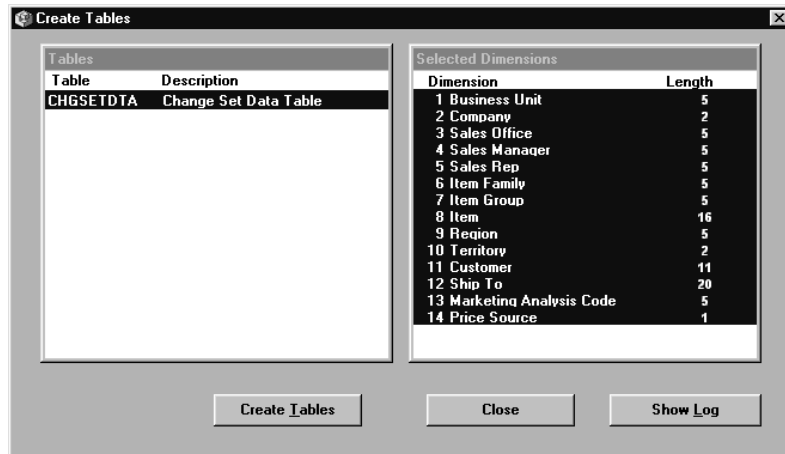 Create Tables
Tables
Table Description
CHGSETDTA Change Set Data Table
Selected Dimensions
Dimension Length
1 Business Unit 5
2 Company 2
3 Sales Office 5
4 Sales Manager 5
5 Sales Rep 5
6 Item Family 5
7 Item Group 5
8 Item 16
9 Region 5
10 Territory 2
11 Customer 11
12 Ship To 20
13 Marketing Analysis Code 5
14 Price Source 1
Create Tables Close Show Log